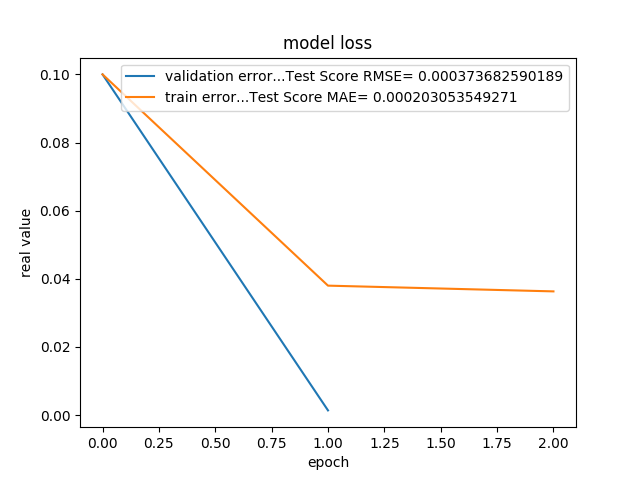 model loss
validation error...Test Score RMSE= 0.000373682590189
train error...Test Score MAE= 0.000203053549271
real value
0.10
0.08
0.06
0.04
0.02
0.00
0.00 0.25 0.50 0.75 1.00 1.25 1.50 1.75 2.00
epoch